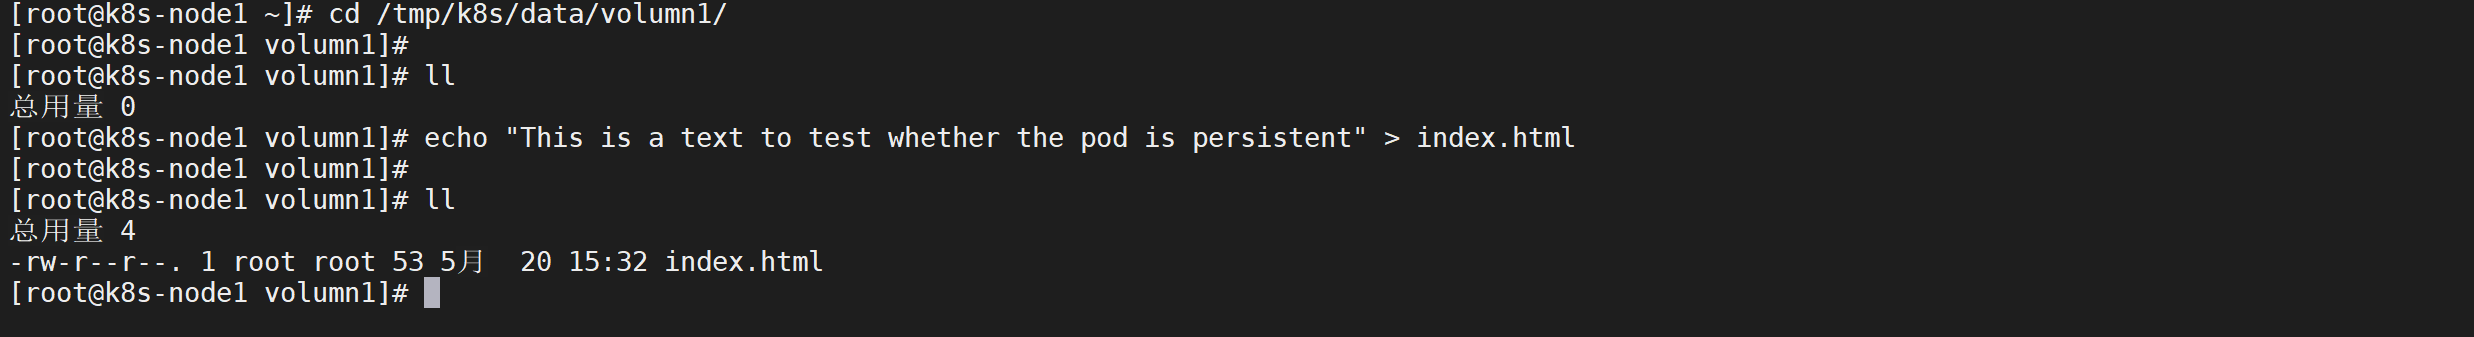 [root@k8s-node1 ~]# cd /tmp/k8s/data/volumn1/
[root@k8s-node1 volumn1]#
[root@k8s-node1 volumn1]# ll
总用量 0
[root@k8s-node1 volumn1]# echo "This is a text to test whether the pod is persistent" > index.html
[root@k8s-node1 volumn1]#
[root@k8s-node1 volumn1]# ll
总用量 4
-rw-r--r--. 1 root root 53 5月  20 15:32 index.html
[root@k8s-node1 volumn1]#